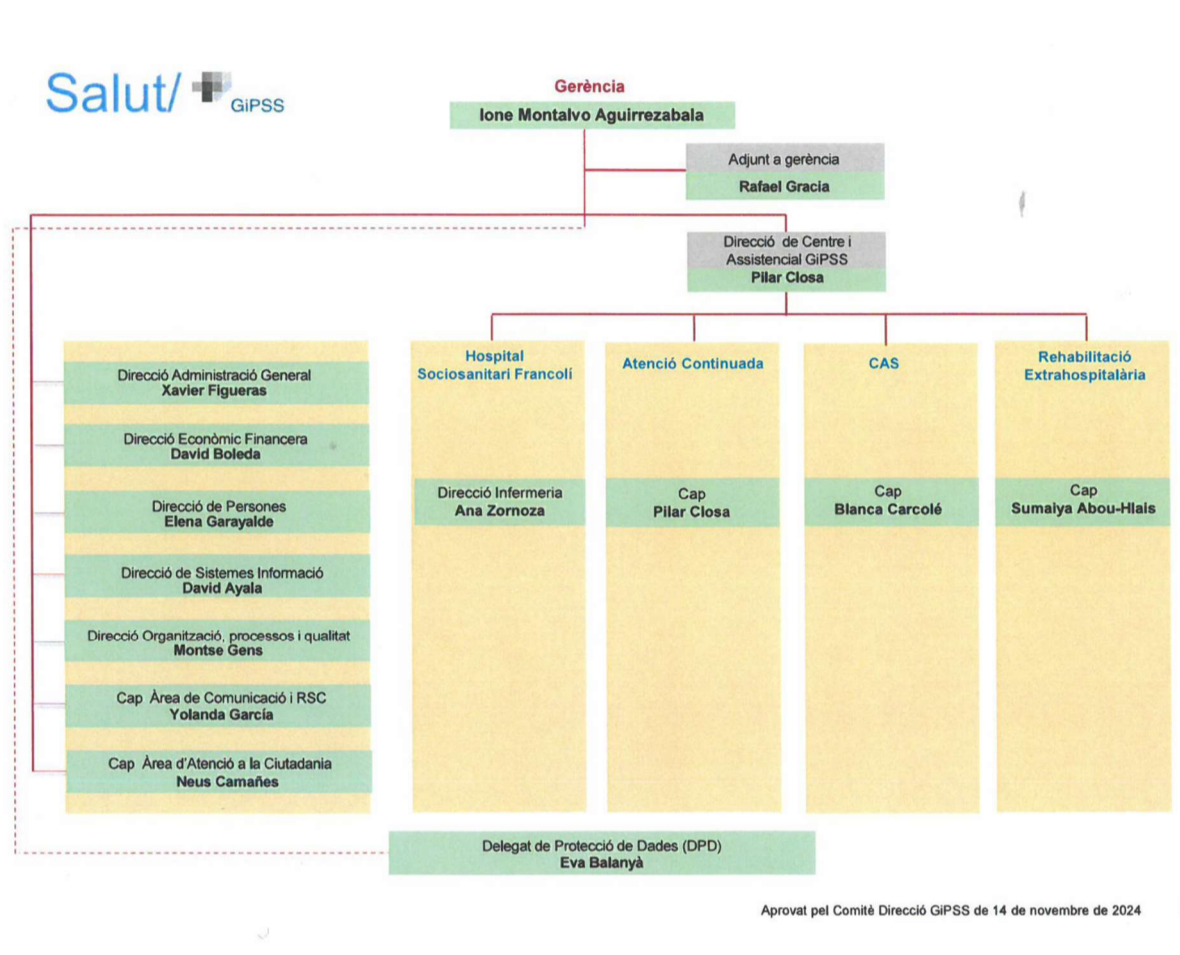 Salut/ GiPSS
Gerència
Ione Montalvo Aguirrezabala
Adjunt a gerència
Rafael Gracia
Direcció de Centre i
Assistencial GiPSS
Pilar Closa
Direcció Administració General
Xavier Figueras
Direcció Econòmic Financera
David Boleda
Direcció de Persones
Elena Garayalde
Direcció de Sistemes Informació
David Ayala
Direcció Organització, processos i qualitat
Montse Gens
Cap Àrea de Comunicació i RSC
Yolanda García
Cap Àrea d'Atenció a la Ciutadania
Neus Camañes
Hospital
Sociosanitari Francolí
Direcció Infermeria
Ana Zornoza
Atenció Continuada
Cap
Pilar Closa
CAS
Cap
Blanca Carcolé
Rehabilitació
Extrahospitalària
Cap
Sumaiya Abou-Hlais
Delegat de Protecció de Dades (DPD)
Eva Balanyà
Aprovat pel Comitè Direcció GiPSS de 14 de novembre de 2024